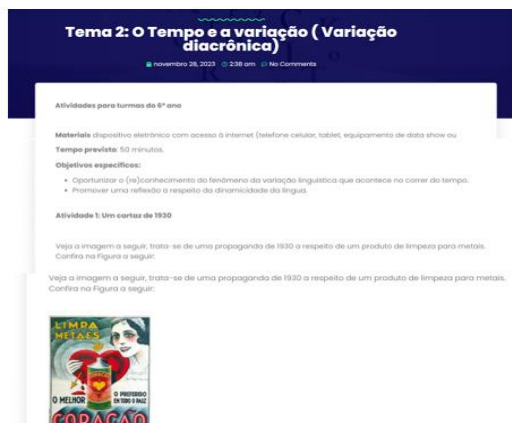 Tema 2: O Tempo e a variação ( Variação
diacrônica)
novembro 28, 2023 2:38 am No Comments
Atividades para turmas do 6º ano
Materiais dispositivo eletrônico com acesso à internet (telefone celular, tablet, equipamento de data show ou
Tempo previsto: 50 minutos.
Objetivos específicos:
• Oportunizar o (re)conhecimento do fenômeno da variação linguística que acontece no correr do tempo.
• Promover uma reflexão a respeito da dinamicidade da língua.
Atividade 1: Um cartaz de 1930
Veja a imagem a seguir, trata-se de uma propaganda de 1930 a respeito de um produto de limpeza para metais.
Confira na Figura a seguir:
Veja a imagem a seguir, trata-se de uma propaganda de 1930 a respeito de um produto de limpeza para metais.
Confira na Figura a seguir:
LIMPA
METAES
O MELHOR
O PREFERIDO
EM TODO O PAIZ
CORAÇÃO